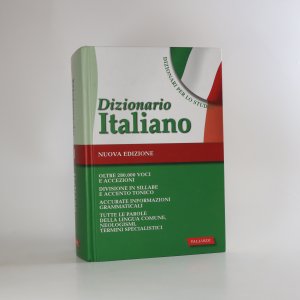 DIZIONARI PER LO STUDIO
Dizionario
Italiano
NUOVA EDIZIONE
OLTRE 200.000 VOCI
E ACCEZIONI
DIVISIONE IN SILLABE
E ACCENTO TONICO
ACCURATE INFORMAZIONI
GRAMMATICALI
TUTTE LE PAROLE
DELLA LINGUA COMUNE,
NEOLOGISMI,
TERMINI SPECIALISTICI
VALLARDI